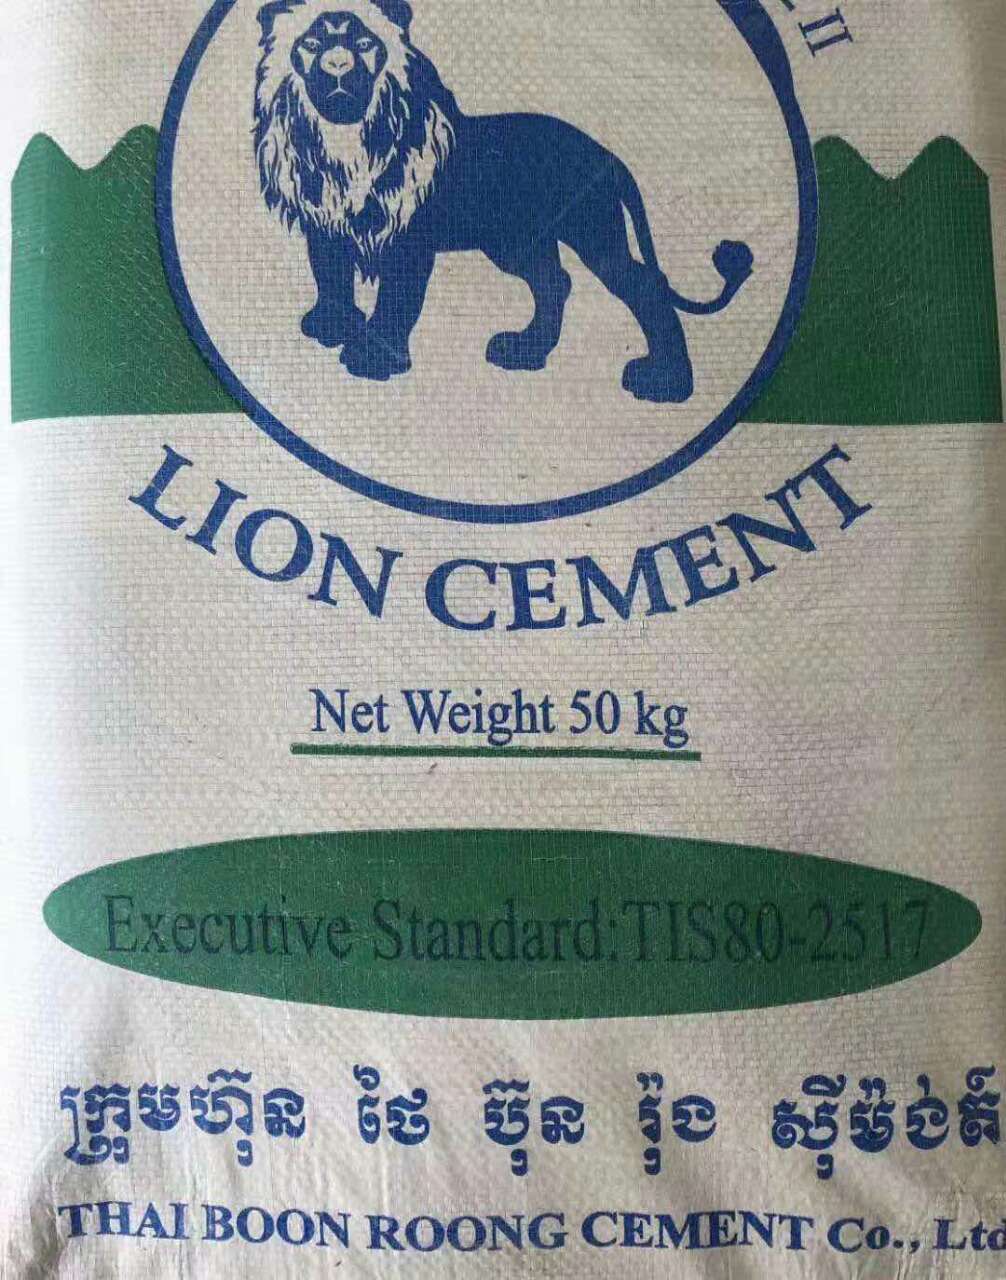 II
LION CEMENT
Net Weight 50 kg
Executive Standard:TIS80-2517
ក្រុមហ៊ុន ថៃ ប៊ុន រ៉ុង ស៊ីម៉ង់ត៍
THAI BOON ROONG CEMENT Co., Ltd